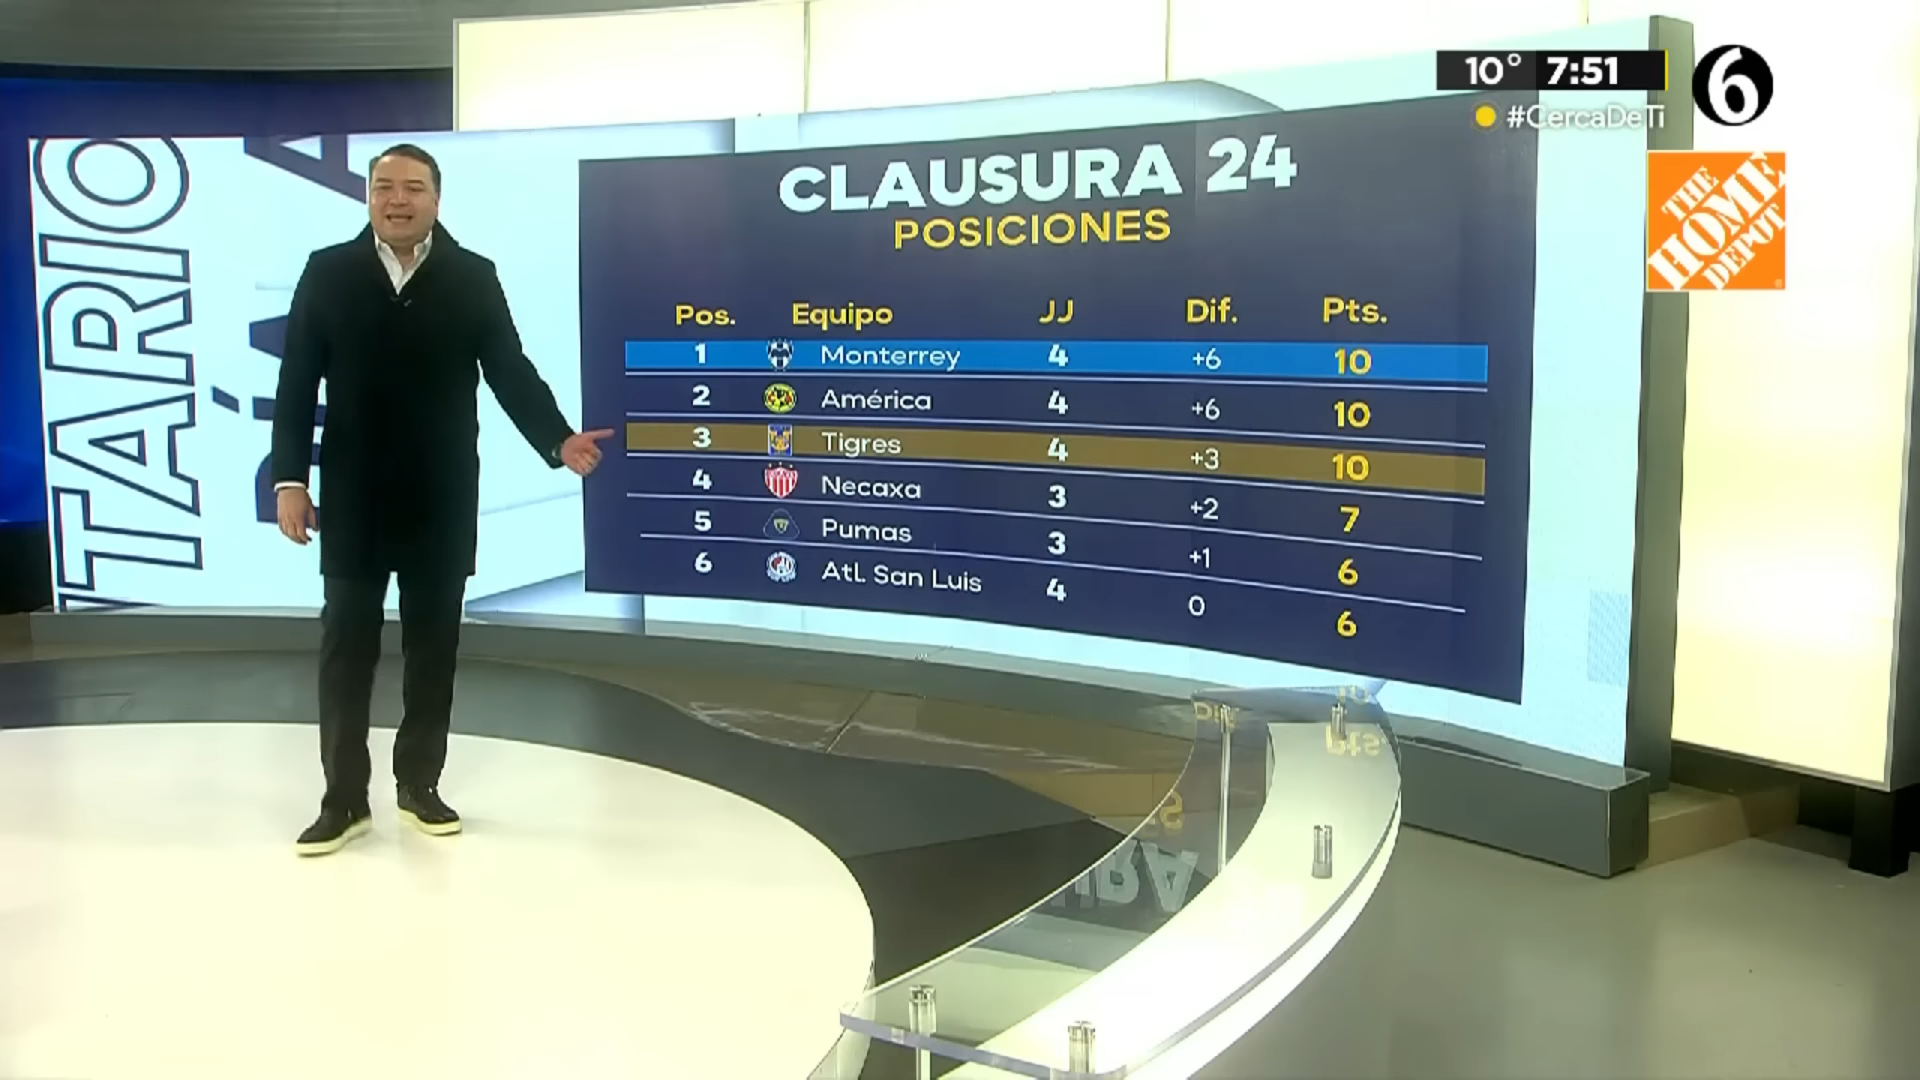 10° 7:51
6
#CercaDeTi
THE
HOME
DEPOT
TARIO
CLAUSURA 24
POSICIONES
Pos. Equipo JJ Dif. Pts.
1 Monterrey 4 +6 10
2 América 4 +6 10
3 Tigres 4 +3 10
4 Necaxa 3 +2 7
5 Pumas 3 +1 6
6 Atl. San Luis 4 0 6